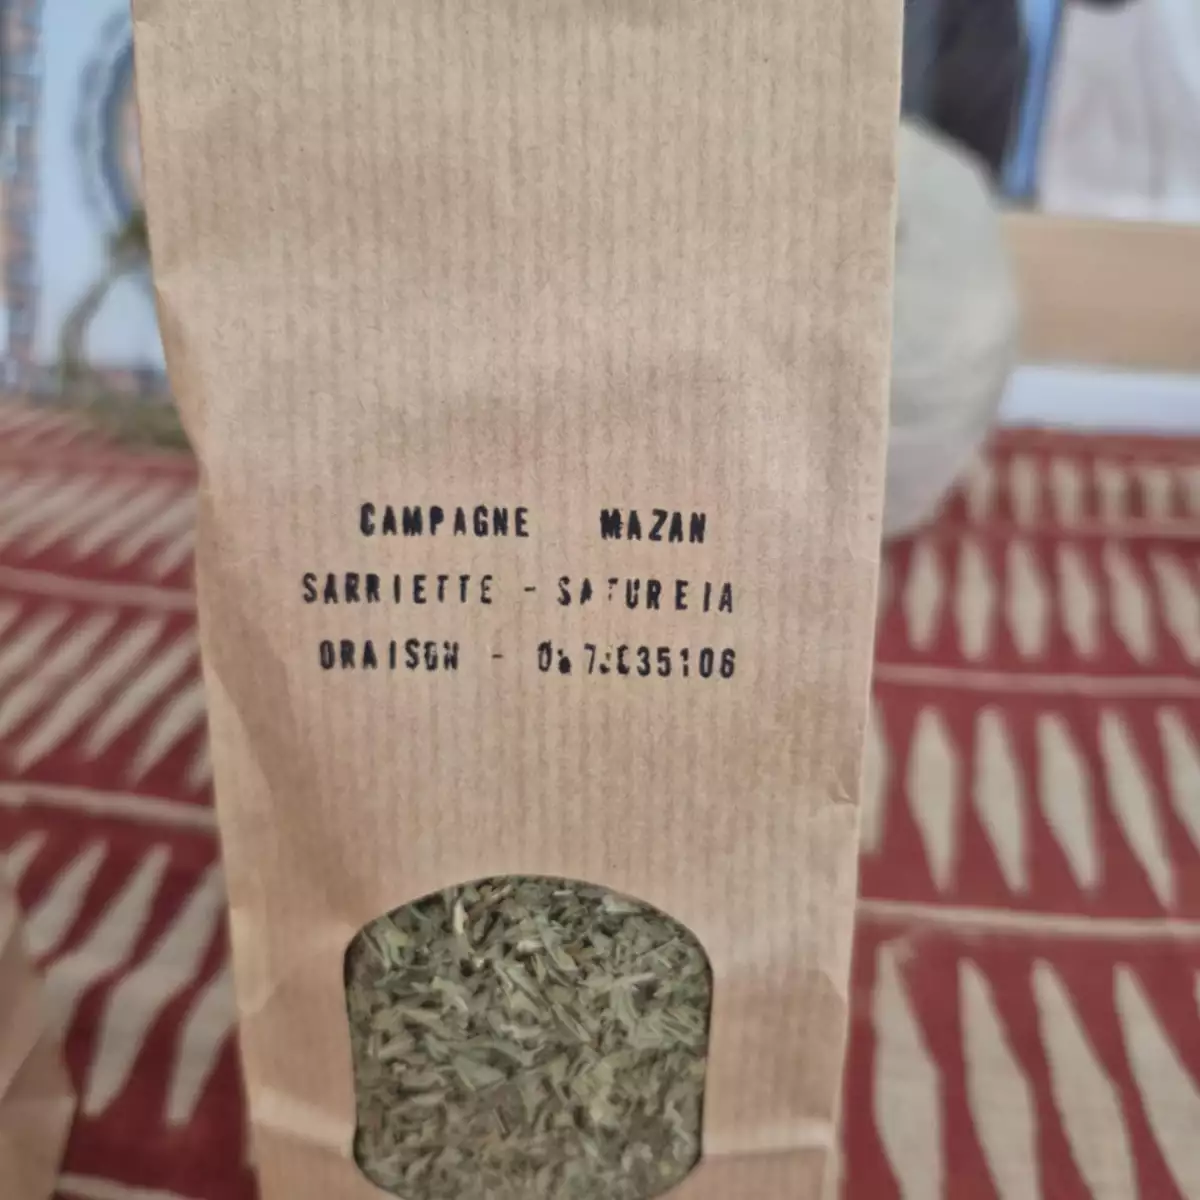 CAMPAGNE MAZAN
SARRIETTE - SATUREIA
ORAISON -